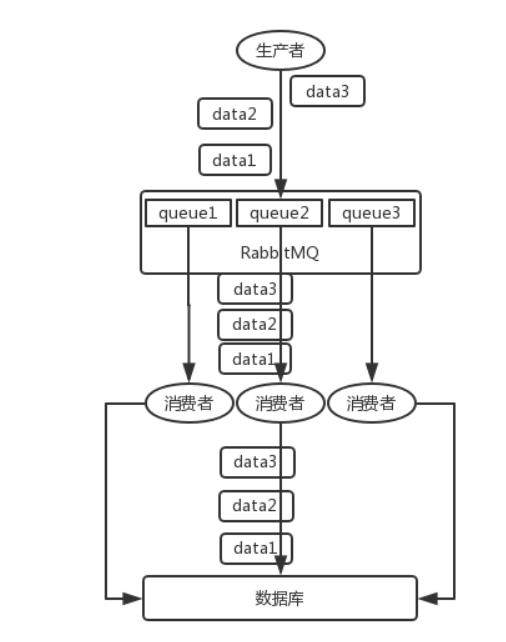 生产者
data3
data2
data1
queue1 queue2 queue3
RabbitMQ
data3
data2
data1
消费者 消费者 消费者
data3
data2
data1
数据库